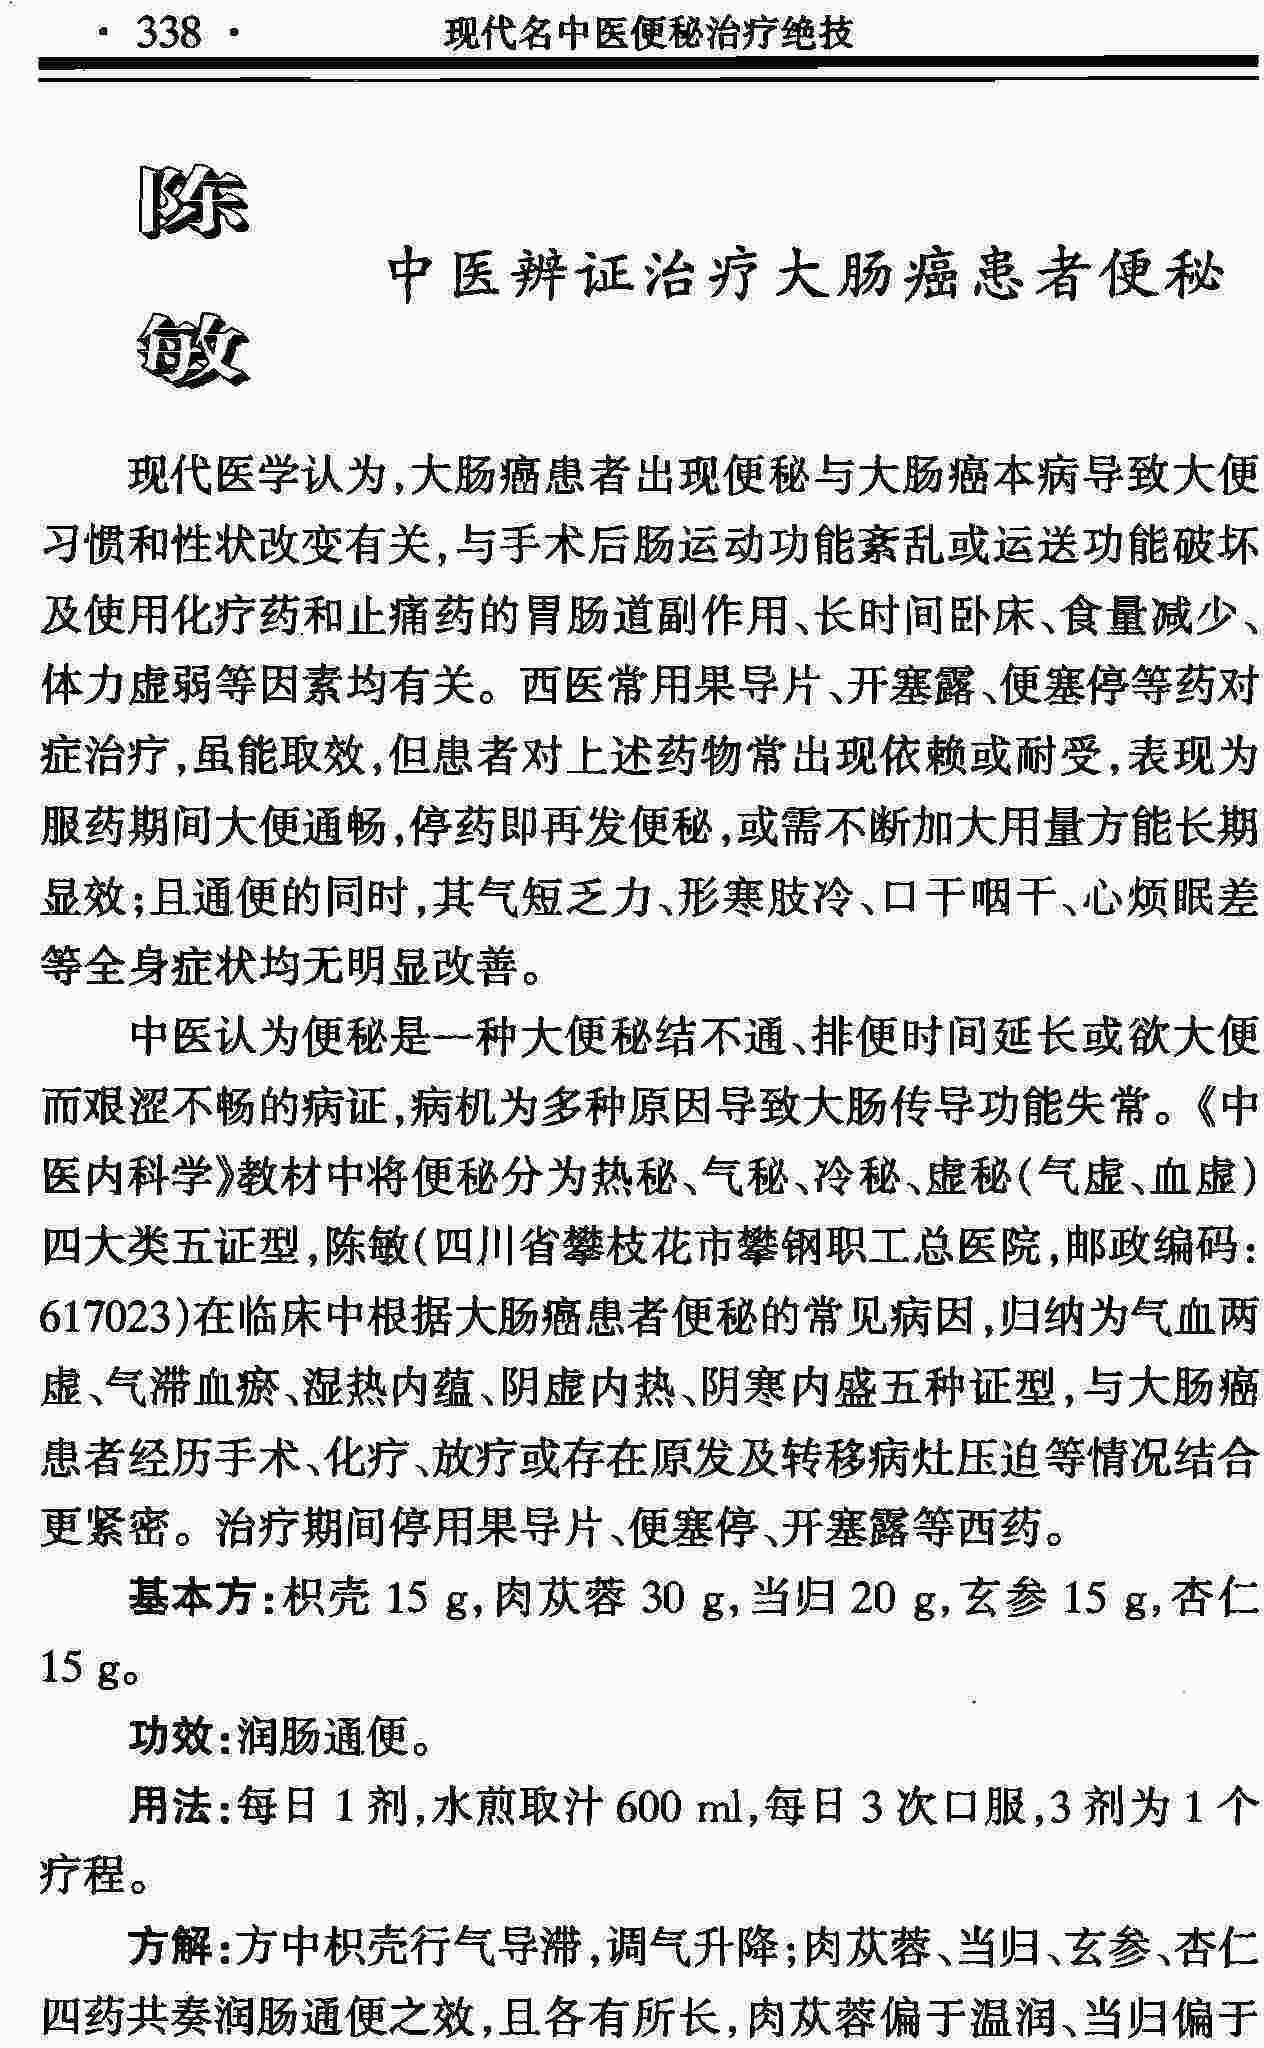 · 338 · 现代名中医便秘治疗绝技
陈敏
中医辨证治疗大肠癌患者便秘
现代医学认为,大肠癌患者出现便秘与大肠癌本病导致大便
习惯和性状改变有关,与手术后肠运动功能紊乱或运送功能破坏
及使用化疗药和止痛药的胃肠道副作用、长时间卧床、食量减少、
体力虚弱等因素均有关。西医常用果导片、开塞露、便塞停等药对
症治疗,虽能取效,但患者对上述药物常出现依赖或耐受,表现为
服药期间大便通畅,停药即再发便秘,或需不断加大用量方能长期
显效;且通便的同时,其气短乏力、形寒肢冷、口干咽干、心烦眠差
等全身症状均无明显改善。
中医认为便秘是一种大便秘结不通、排便时间延长或欲大便
而艰涩不畅的病证,病机为多种原因导致大肠传导功能失常。《中
医内科学》教材中将便秘分为热秘、气秘、冷秘、虚秘(气虚、血虚)
四大类五证型,陈敏(四川省攀枝花市攀钢职工总医院,邮政编码:
617023)在临床中根据大肠癌患者便秘的常见病因,归纳为气血两
虚、气滞血瘀、湿热内蕴、阴虚内热、阴寒内盛五种证型,与大肠癌
患者经历手术、化疗、放疗或存在原发及转移病灶压迫等情况结合
更紧密。治疗期间停用果导片、便塞停、开塞露等西药。
基本方:枳壳 15 g,肉苁蓉 30 g,当归 20 g,玄参 15 g,杏仁
15 g。
功效:润肠通便。
用法:每日 1 剂,水煎取汁 600 ml,每日 3 次口服,3 剂为 1 个
疗程。
方解:方中枳壳行气导滞,调气升降;肉苁蓉、当归、玄参、杏仁
四药共奏润肠通便之效,且各有所长,肉苁蓉偏于温润、当归偏于